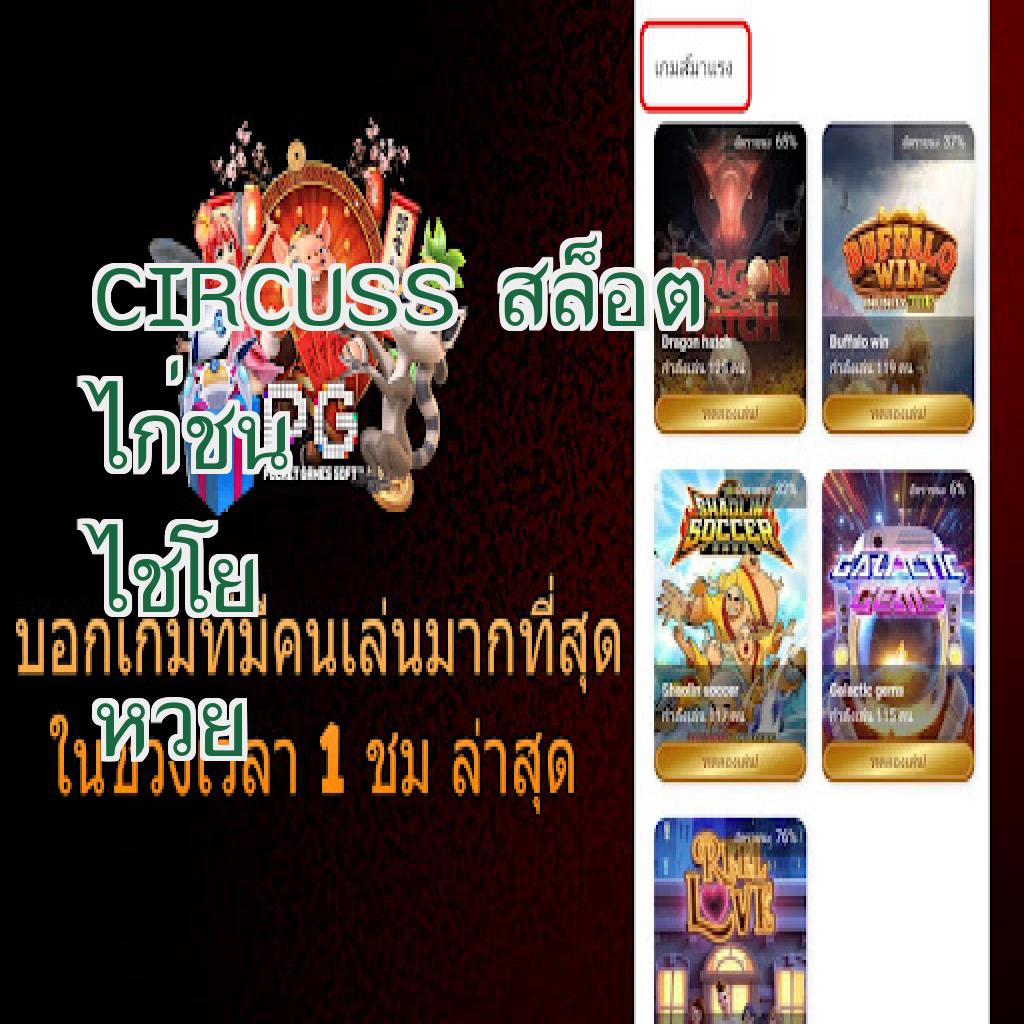 CIRCUSS สล็อต
ไก่ชน
ไชโย
หวย
PG
POCKET GAMES SOFT
บอกเกมที่มีคนเล่นมากที่สุด
ในช่วงเวลา 1 ชม ล่าสุด
เกมส์มาแรง
อัตราชนะ 68%
DRAGON HATCH
Dragon hatch
กำลังเล่น 125 คน
ทดลองเล่น!
อัตราชนะ 37%
BUFFALO WIN
Buffalo win
กำลังเล่น 119 คน
ทดลองเล่น!
SHAOLIN SOCCER
Shaolin soccer
กำลังเล่น 117 คน
ทดลองเล่น!
อัตราชนะ 6%
GALACTIC GEMS
Galactic gems
กำลังเล่น 115 คน
ทดลองเล่น!
อัตราชนะ 76%
REEL LOVE